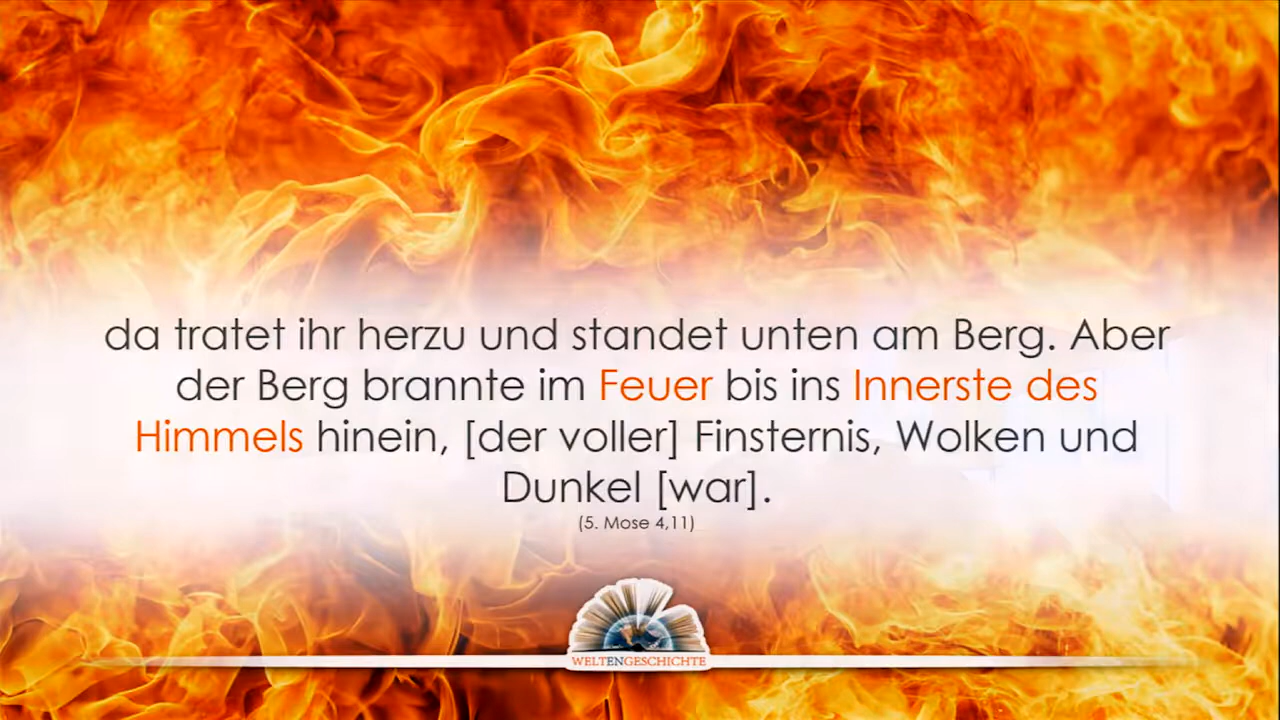 da tratet ihr herzu und standet unten am Berg. Aber
der Berg brannte im Feuer bis ins Innerste des
Himmels hinein, [der voller] Finsternis, Wolken und
Dunkel [war].
(5. Mose 4,11)
WELTENGESCHICHTE